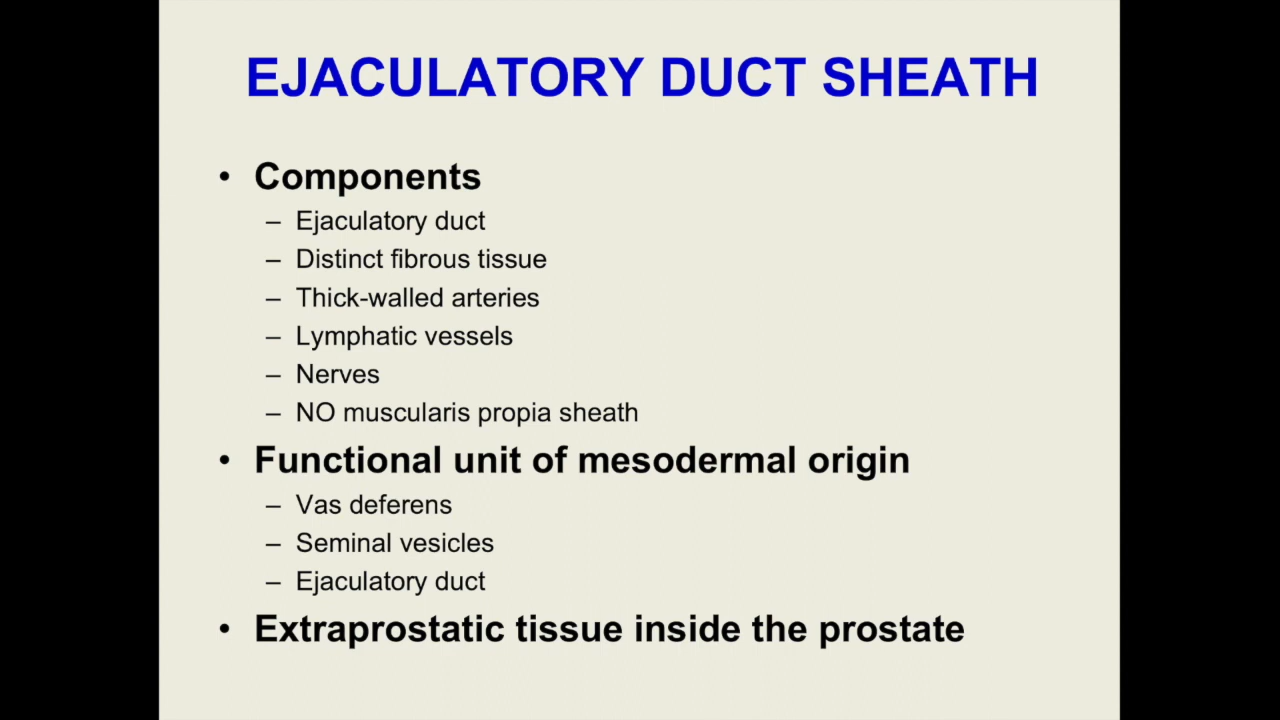 EJACULATORY DUCT SHEATH
• Components
– Ejaculatory duct
– Distinct fibrous tissue
– Thick-walled arteries
– Lymphatic vessels
– Nerves
– NO muscularis propia sheath
• Functional unit of mesodermal origin
– Vas deferens
– Seminal vesicles
– Ejaculatory duct
• Extraprostatic tissue inside the prostate